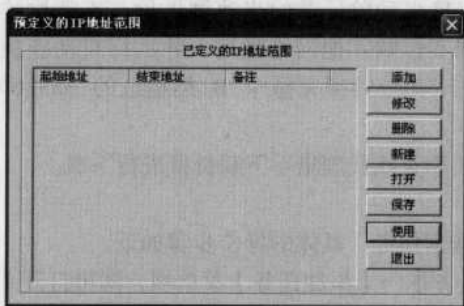 预定义的IP地址范围
已定义的IP地址范围
起始地址 结束地址 备注
添加
修改
删除
新建
打开
保存
使用
退出